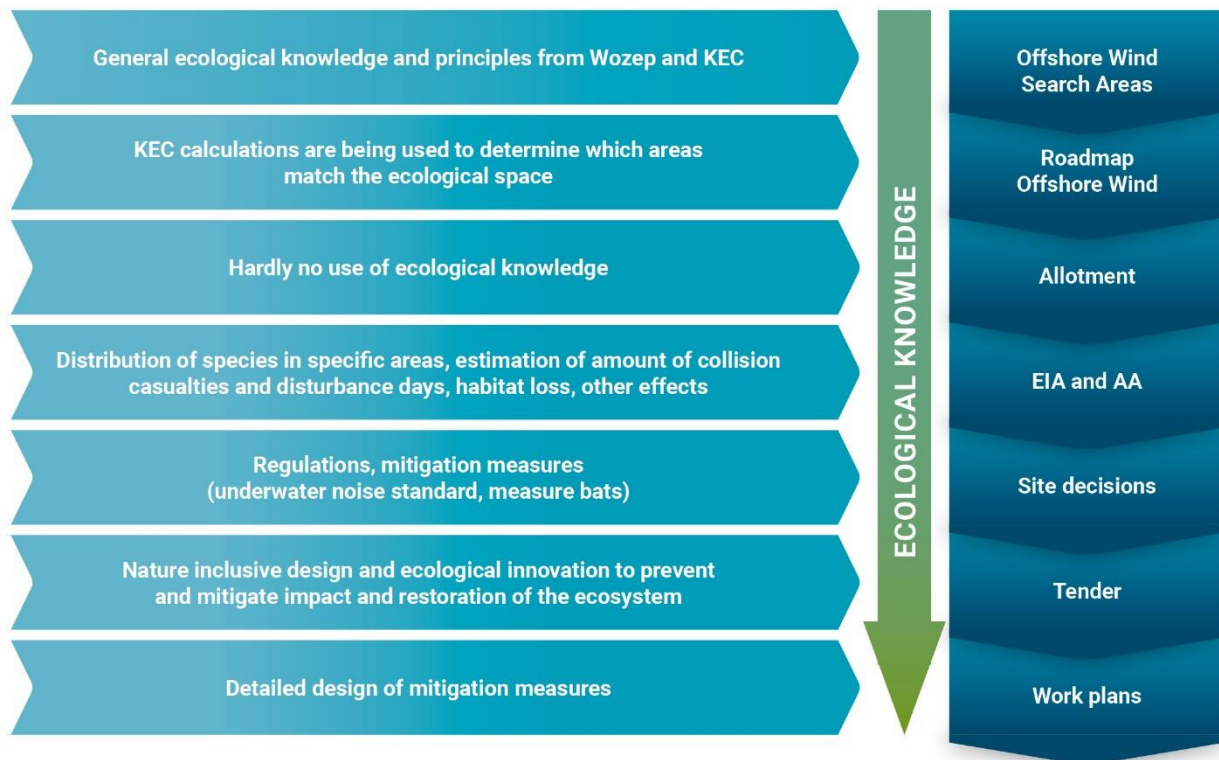 General ecological knowledge and principles from Wozep and KEC
Offshore Wind
Search Areas
KEC calculations are being used to determine which areas
match the ecological space
Roadmap
Offshore Wind
Hardly no use of ecological knowledge
Allotment
Distribution of species in specific areas, estimation of amount of collision
casualties and disturbance days, habitat loss, other effects
EIA and AA
Regulations, mitigation measures
(underwater noise standard, measure bats)
Site decisions
Nature inclusive design and ecological innovation to prevent
and mitigate impact and restoration of the ecosystem
Tender
Detailed design of mitigation measures
Work plans
ECOLOGICAL KNOWLEDGE